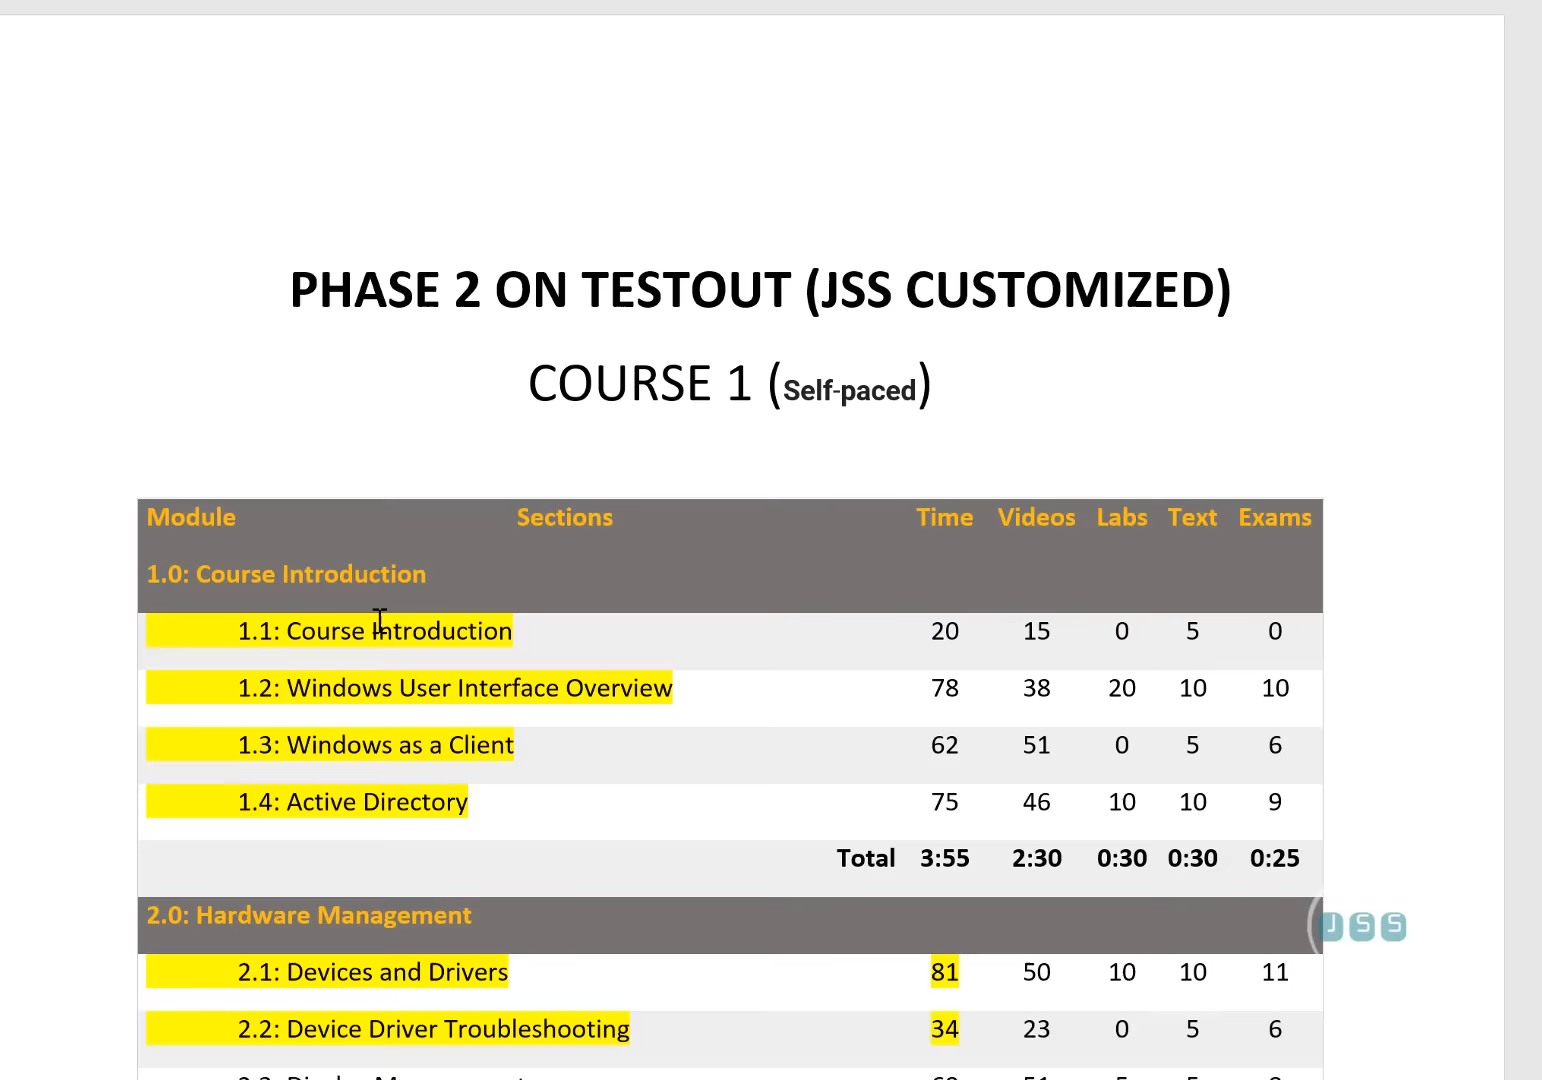 PHASE 2 ON TESTOUT (JSS CUSTOMIZED)
COURSE 1 (Self-paced)
Module Sections Time Videos Labs Text Exams
1.0: Course Introduction
1.1: Course Introduction 20 15 0 5 0
1.2: Windows User Interface Overview 78 38 20 10 10
1.3: Windows as a Client 62 51 0 5 6
1.4: Active Directory 75 46 10 10 9
Total 3:55 2:30 0:30 0:30 0:25
2.0: Hardware Management
JSS
2.1: Devices and Drivers 81 50 10 10 11
2.2: Device Driver Troubleshooting 34 23 0 5 6